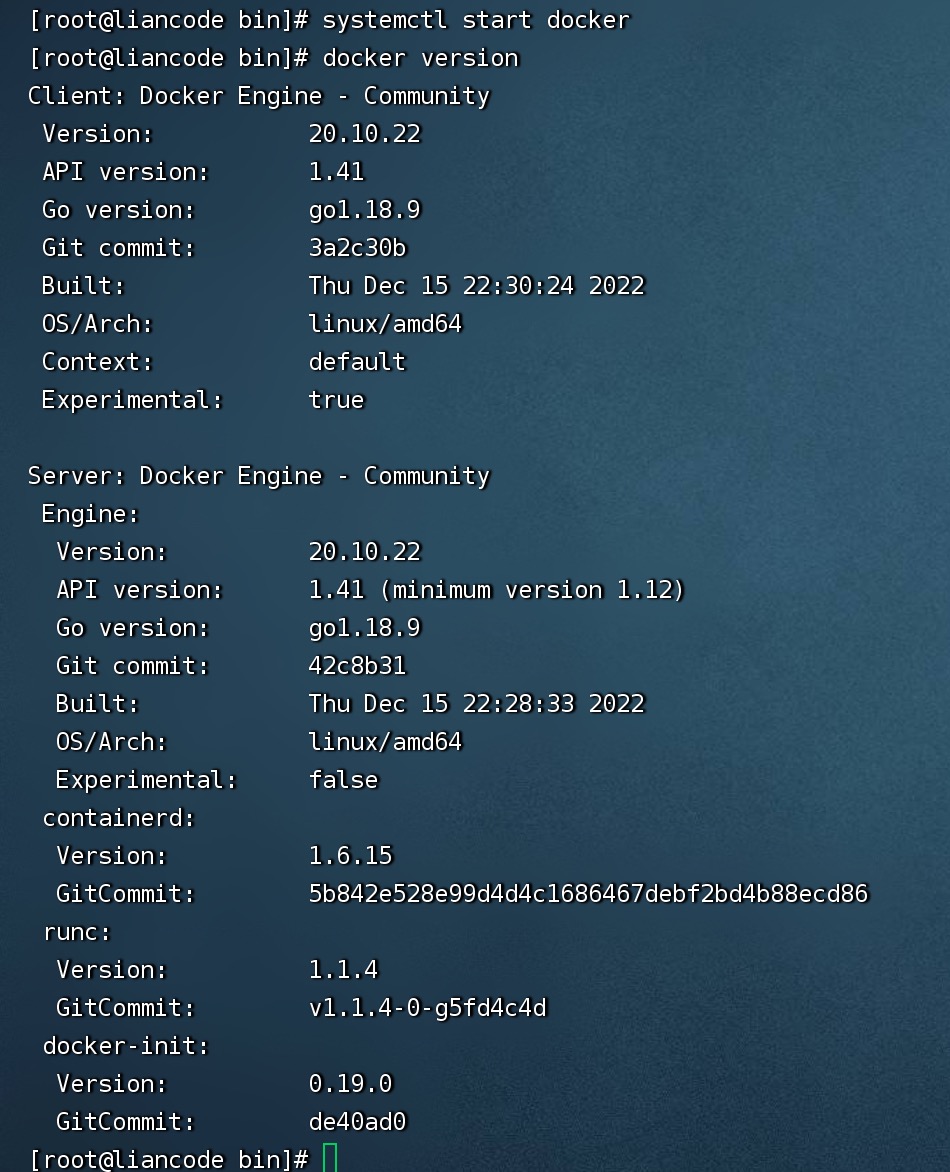 [root@liancode bin]# systemctl start docker
[root@liancode bin]# docker version
Client: Docker Engine - Community
 Version:           20.10.22
 API version:       1.41
 Go version:        go1.18.9
 Git commit:        3a2c30b
 Built:             Thu Dec 15 22:30:24 2022
 OS/Arch:           linux/amd64
 Context:           default
 Experimental:      true

Server: Docker Engine - Community
 Engine:
  Version:          20.10.22
  API version:      1.41 (minimum version 1.12)
  Go version:       go1.18.9
  Git commit:       42c8b31
  Built:            Thu Dec 15 22:28:33 2022
  OS/Arch:          linux/amd64
  Experimental:     false
 containerd:
  Version:          1.6.15
  GitCommit:        5b842e528e99d4d4c1686467debf2bd4b88ecd86
 runc:
  Version:          1.1.4
  GitCommit:        v1.1.4-0-g5fd4c4d
 docker-init:
  Version:          0.19.0
  GitCommit:        de40ad0
[root@liancode bin]#